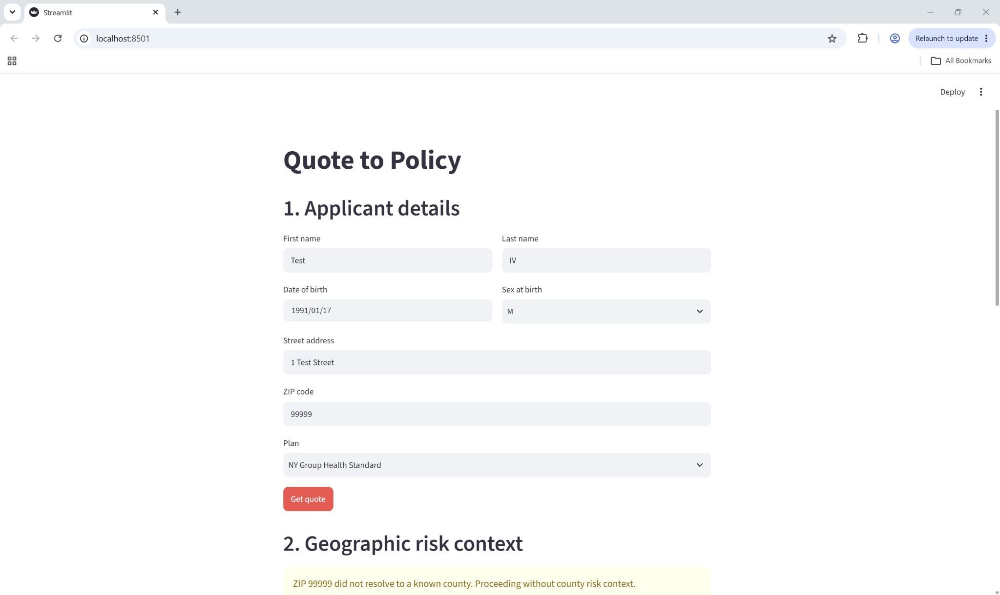 Streamlit
localhost:8501
Relaunch to update
All Bookmarks
Deploy
Quote to Policy
1. Applicant details
First name
Last name
Test
IV
Date of birth
Sex at birth
1991/01/17
M
Street address
1 Test Street
ZIP code
99999
Plan
NY Group Health Standard
Get quote
2. Geographic risk context
ZIP 99999 did not resolve to a known county. Proceeding without county risk context.